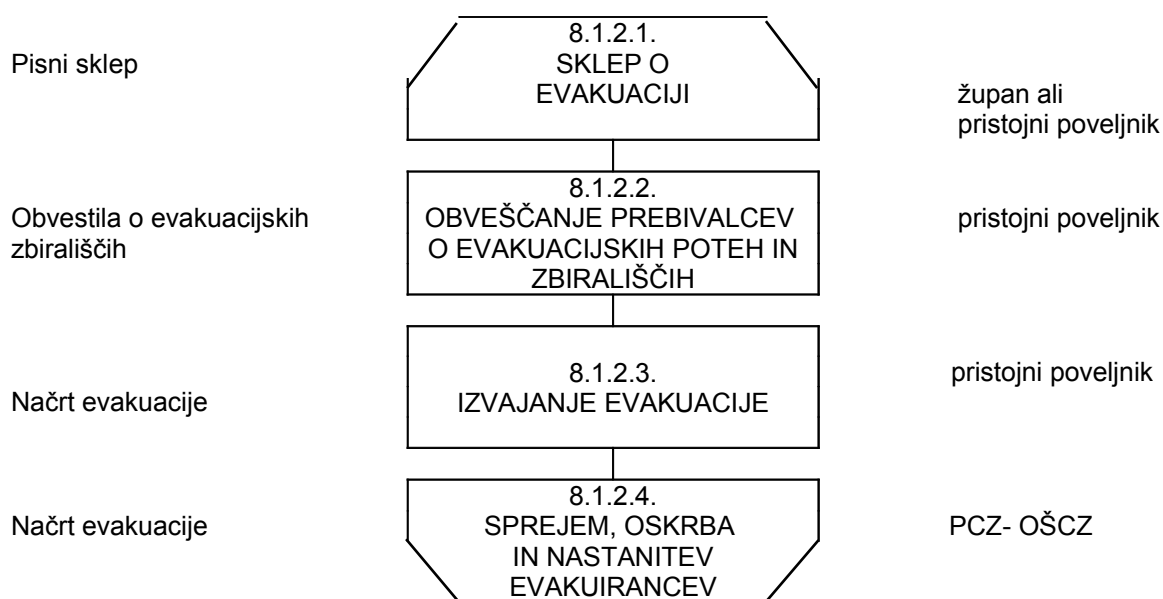 Pisni sklep
8.1.2.1.
SKLEP O
EVAKUACIJI
župan ali
pristojni poveljnik
Obvestila o evakuacijskih
zbirališčih
8.1.2.2.
OBVEŠČANJE PREBIVALCEV
O EVAKUACIJSKIH POTEH IN
ZBIRALIŠČIH
pristojni poveljnik
Načrt evakuacije
8.1.2.3.
IZVAJANJE EVAKUACIJE
pristojni poveljnik
Načrt evakuacije
8.1.2.4.
SPREJEM, OSKRBA
IN NASTANITEV
EVAKUIRANCEV
PCZ- OŠCZ